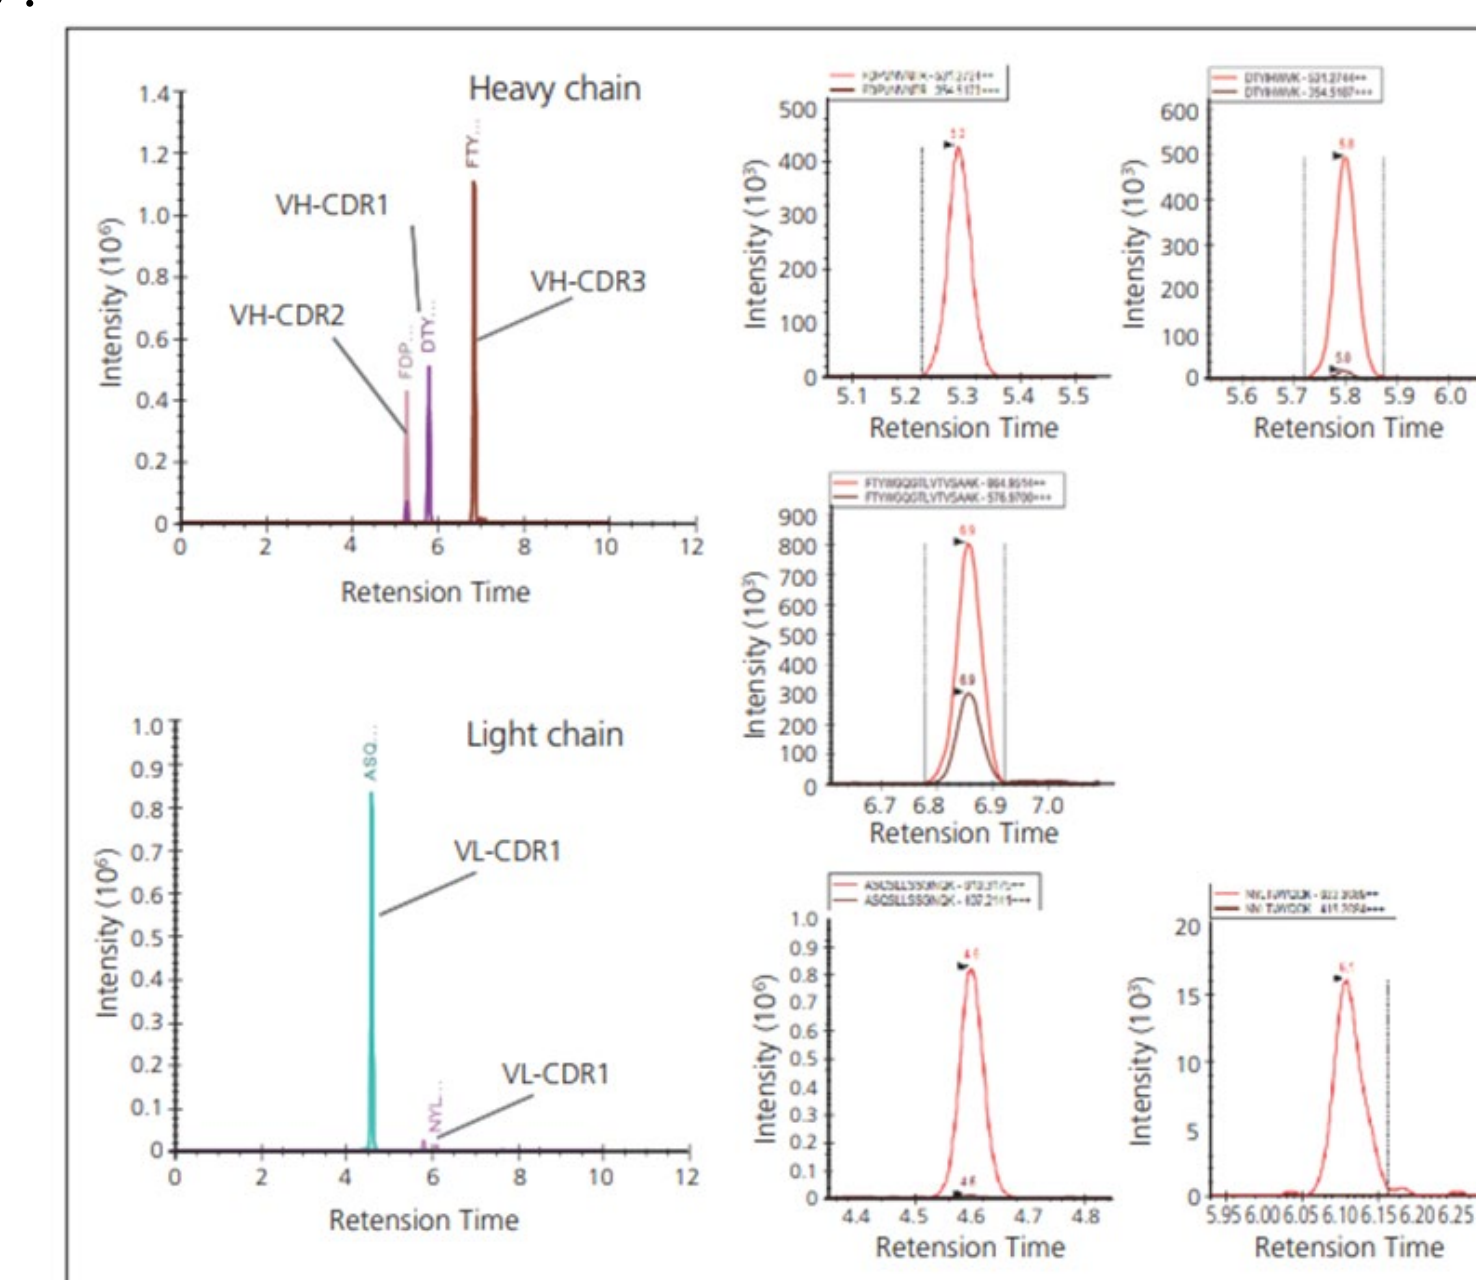 Heavy chain
Intensity (10⁶)
1.4
1.2
1.0
0.8
0.6
0.4
0.2
0
VH-CDR1
VH-CDR2
VH-CDR3
FDP...
DTY...
FTY...
0 2 4 6 8 10 12
Retension Time
Intensity (10³)
500
400
300
200
100
0
5.1 5.2 5.3 5.4 5.5
Retension Time
DTYIHWVK - 531.2744++
DTYIHWVK - 354.5187+++
Intensity (10³)
600
500
400
300
200
100
0
5.8
5.8
5.6 5.7 5.8 5.9 6.0
Retension Time
FTYWGQGTLVTVSAAK
FTYWGQGTLVTVSAAK
Intensity (10³)
900
800
700
600
500
400
300
200
100
0
6.9
6.9
6.7 6.8 6.9 7.0
Retension Time
Light chain
Intensity (10⁶)
1.0
0.9
0.8
0.7
0.6
0.5
0.4
0.3
0.2
0.1
0
ASQ...
VL-CDR1
NYL...
VL-CDR1
0 2 4 6 8 10 12
Retension Time
Intensity (10⁶)
1.0
0.9
0.8
0.7
0.6
0.5
0.4
0.3
0.2
0.1
0
4.6
4.4 4.5 4.6 4.7 4.8
Retension Time
Intensity (10³)
20
15
10
5
0
6.1
5.95 6.00 6.05 6.10 6.15 6.20 6.25
Retension Time